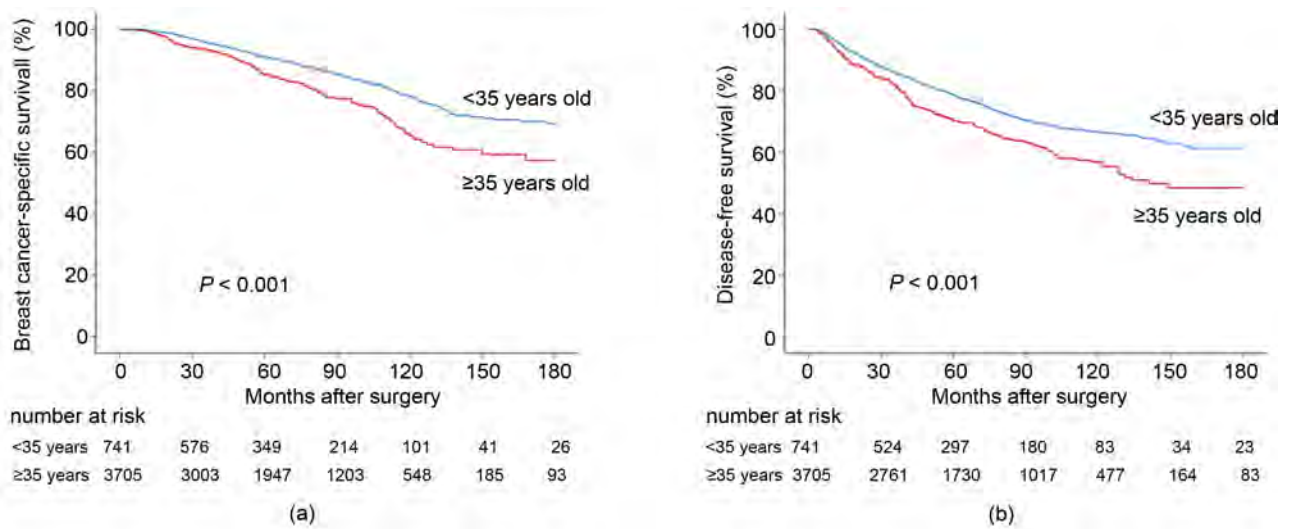 100
80
60
40
20
0
Breast cancer-specific survivall (%)
<35 years old
≥35 years old
P < 0.001
0 30 60 90 120 150 180
Months after surgery
number at risk
<35 years 741 576 349 214 101 41 26
≥35 years 3705 3003 1947 1203 548 185 93
(a)
100
80
60
40
20
0
Disease-free survival (%)
<35 years old
≥35 years old
P < 0.001
0 30 60 90 120 150 180
Months after surgery
number at risk
<35 years 741 524 297 180 83 34 23
≥35 years 3705 2761 1730 1017 477 164 83
(b)